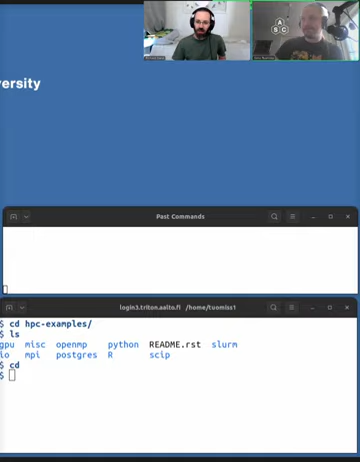 versity
Past Commands
login3.triton.aalto.fi /home/tuomiss1
$ cd hpc-examples/
$ ls
gpu misc openmp python README.rst slurm
io mpi postgres R scip
$ cd
$
A
S C